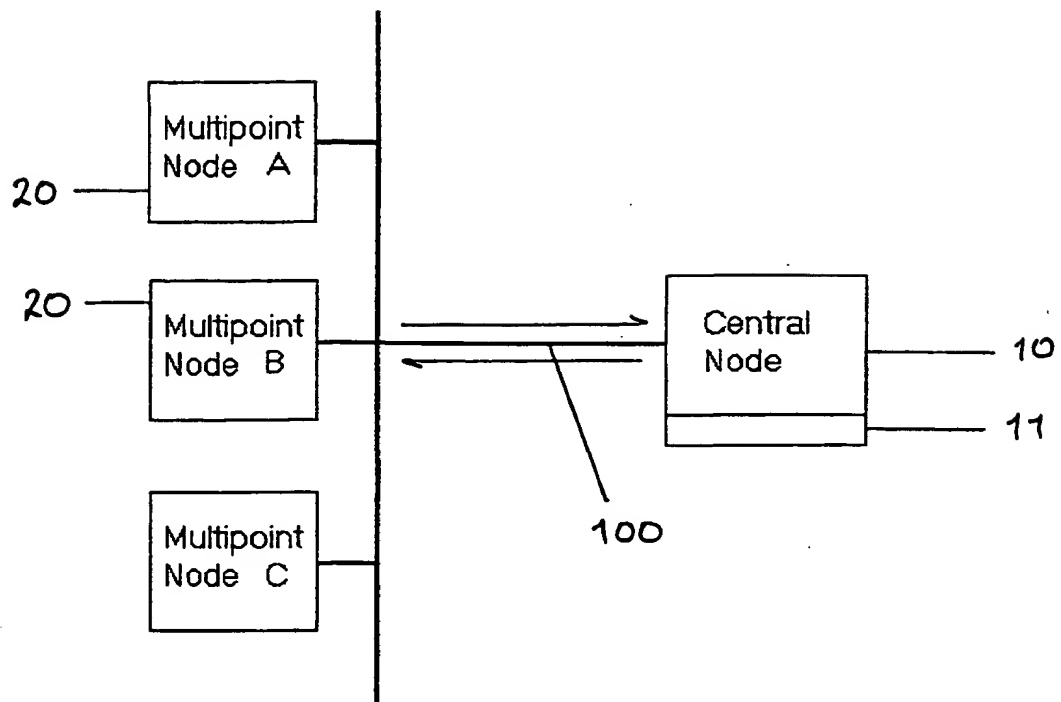 Multipoint
Node A
20
20
Multipoint
Node B
Central
Node
10
11
100
Multipoint
Node C